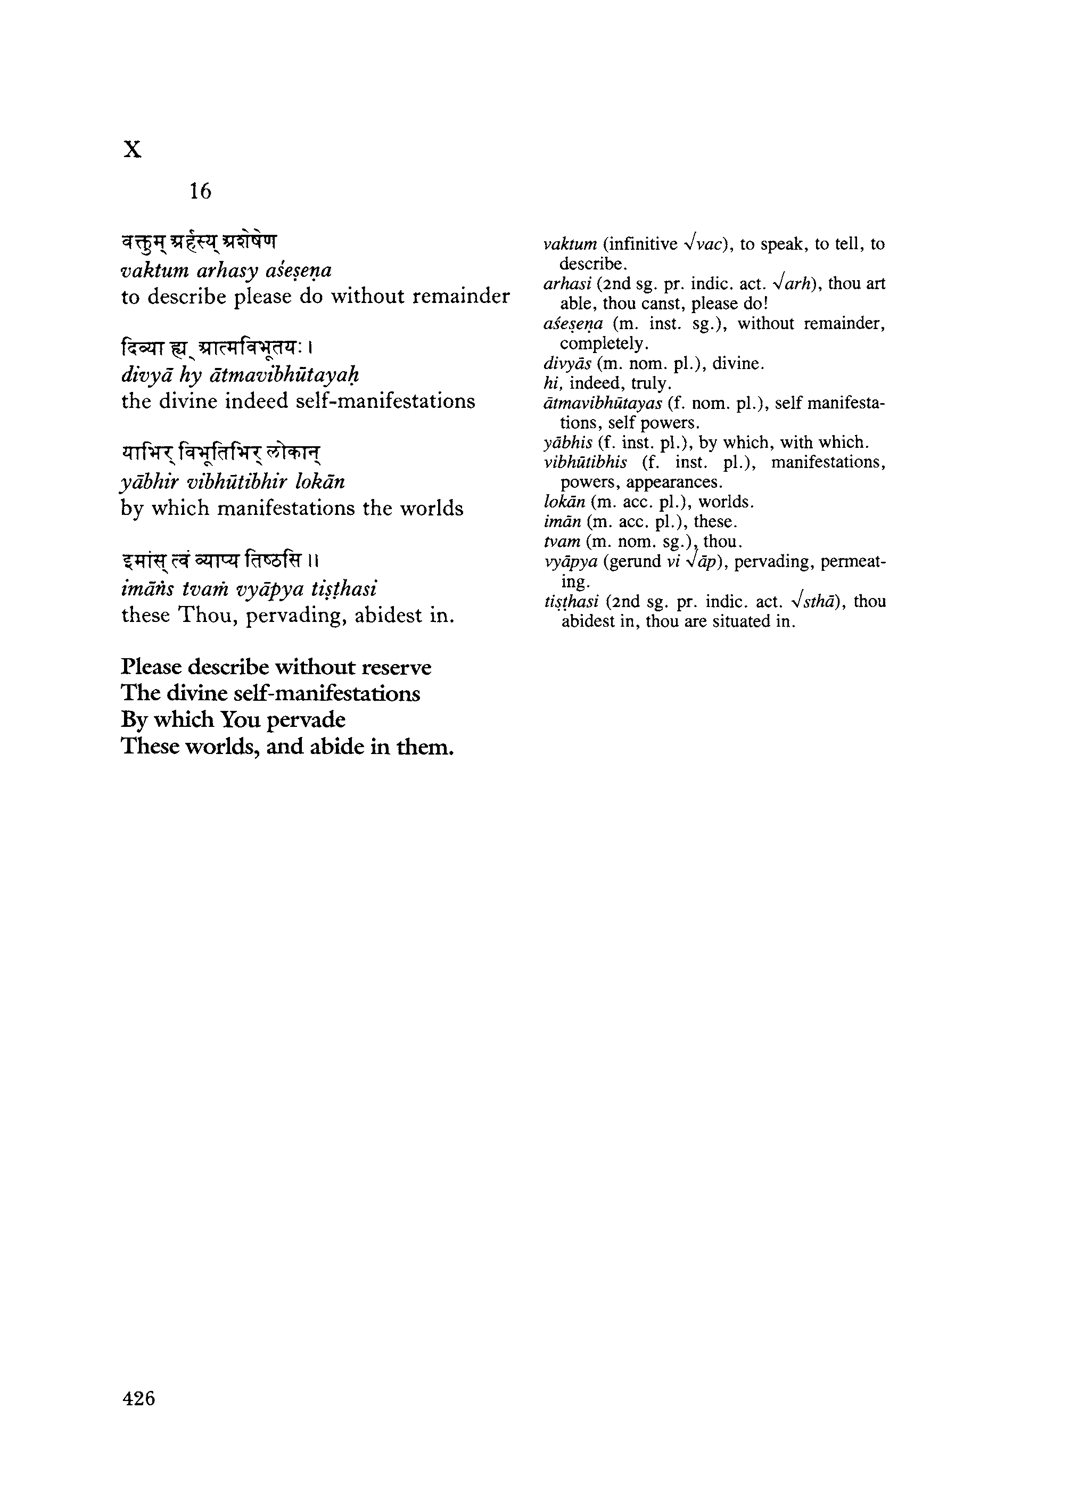 X
16
वक्तुम् अर्हस्य् अशेषेण
vaktum arhasy aśeṣeṇa
to describe please do without remainder
दिव्या ह्य् आत्मविभूतयः ।
divyā hy ātmavibhūtayaḥ
the divine indeed self-manifestations
याभिर् विभूतिभिर् लोकान्
yābhir vibhūtibhir lokān
by which manifestations the worlds
इमांस् त्वं व्याप्य तिष्ठसि ॥
imāṅs tvaṁ vyāpya tiṣṭhasi
these Thou, pervading, abidest in.
Please describe without reserve
The divine self-manifestations
By which You pervade
These worlds, and abide in them.
vaktum (infinitive √vac), to speak, to tell, to
describe.
arhasi (2nd sg. pr. indic. act. √arh), thou art
able, thou canst, please do!
aśeṣeṇa (m. inst. sg.), without remainder,
completely.
divyās (m. nom. pl.), divine.
hi, indeed, truly.
ātmavibhūtayas (f. nom. pl.), self manifesta-
tions, self powers.
yābhis (f. inst. pl.), by which, with which.
vibhūtibhis (f. inst. pl.), manifestations,
powers, appearances.
lokān (m. acc. pl.), worlds.
imān (m. acc. pl.), these.
tvam (m. nom. sg.), thou.
vyāpya (gerund vi √āp), pervading, permeat-
ing.
tiṣṭhasi (2nd sg. pr. indic. act. √sthā), thou
abidest in, thou are situated in.
426